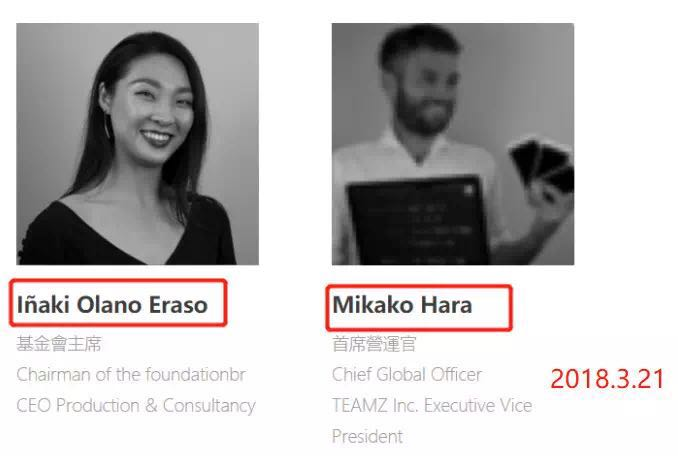 Iñaki Olano Eraso
基金會主席
Chairman of the foundationbr
CEO Production & Consultancy
Mikako Hara
首席營運官
Chief Global Officer
TEAMZ Inc. Executive Vice
President
2018.3.21